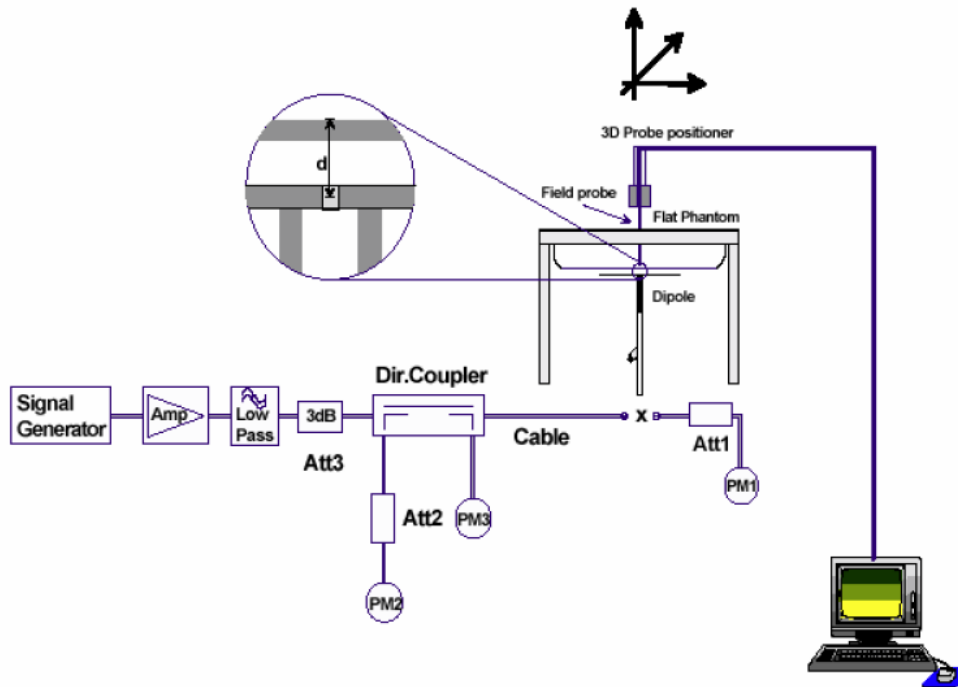 3D Probe positioner
d
Field probe
Flat Phantom
Dipole
Dir.Coupler
Signal
Generator
Amp
Low
Pass
3dB
Cable
x
Att1
Att3
PM1
Att2
PM3
PM2